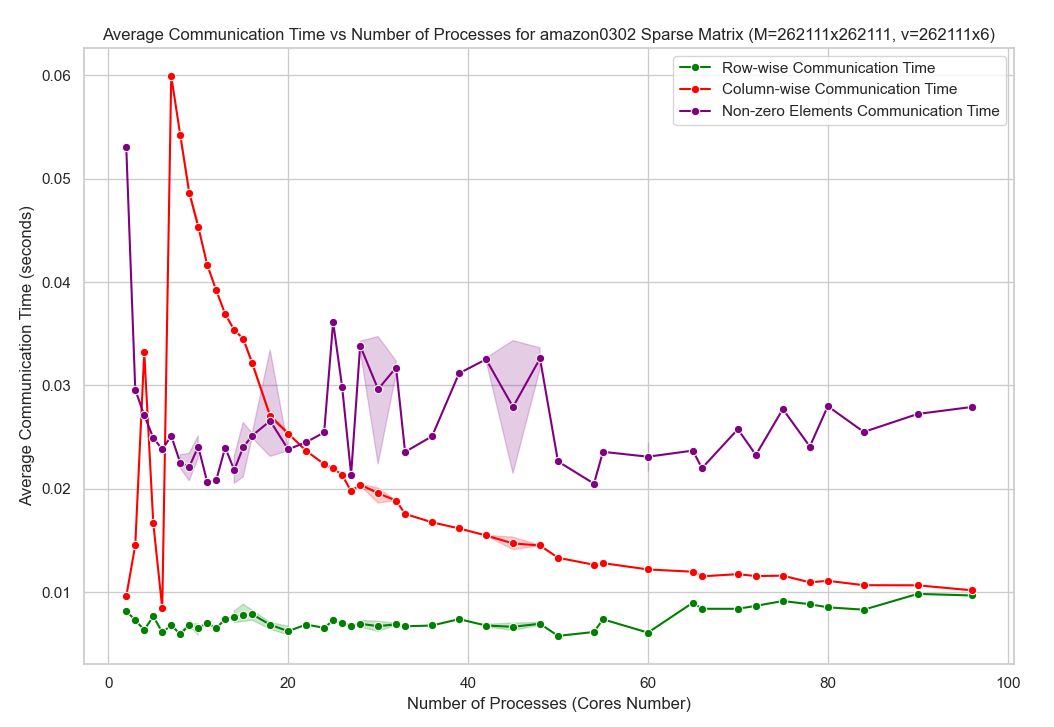 Average Communication Time vs Number of Processes for amazon0302 Sparse Matrix (M=262111x262111, v=262111x6)
Row-wise Communication Time
Column-wise Communication Time
Non-zero Elements Communication Time
Average Communication Time (seconds)
0.06
0.05
0.04
0.03
0.02
0.01
0 20 40 60 80 100
Number of Processes (Cores Number)